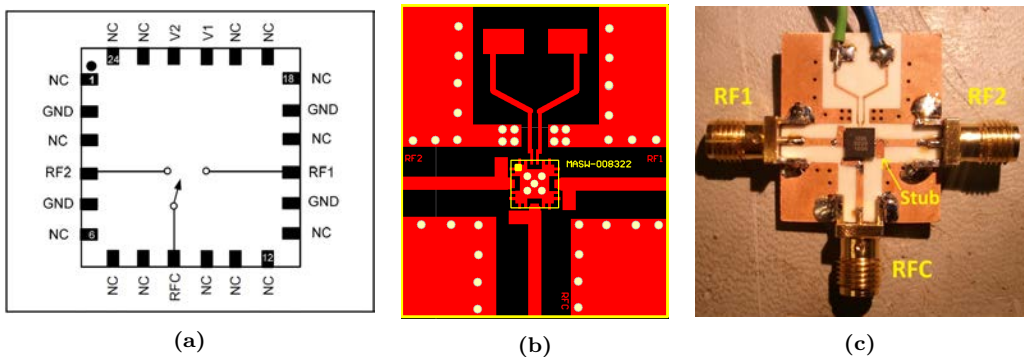 NC NC V2 V1 NC NC
24
NC 1 18 NC
GND GND
NC NC
RF2 RF1
GND GND
NC 6 NC
12
NC NC RFC NC NC NC
(a)
MASW-008322
RF2 RF1
RFC
(b)
RF1 RF2
Stub
RFC
(c)